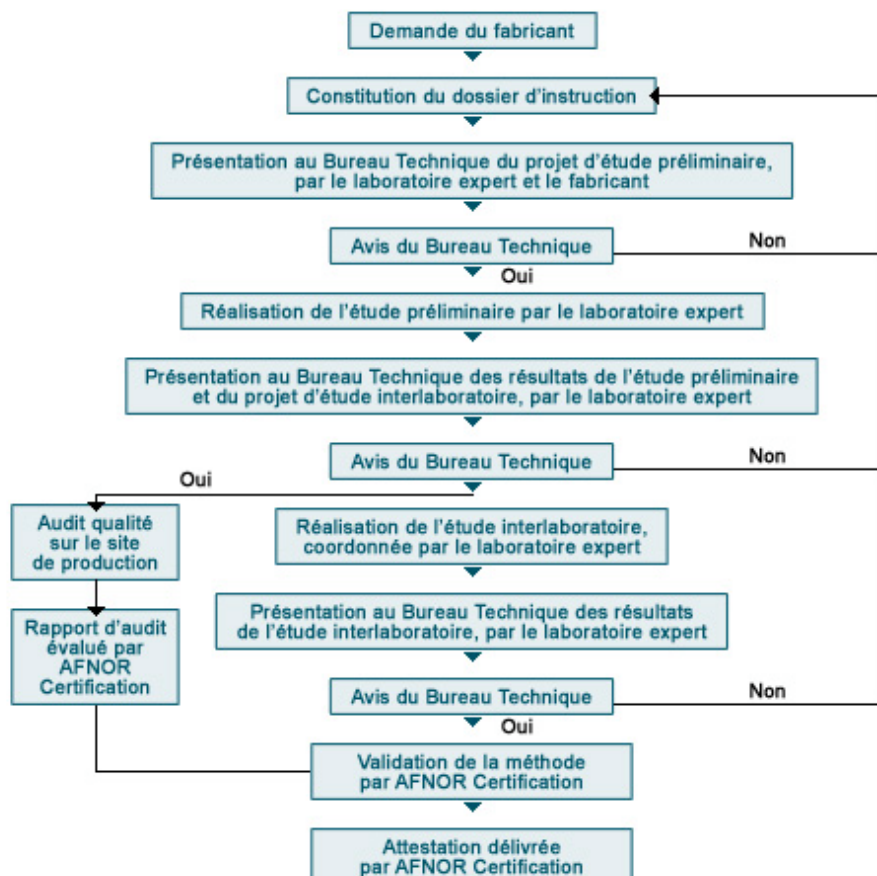 Demande du fabricant
Constitution du dossier d'instruction
Présentation au Bureau Technique du projet d'étude préliminaire,
par le laboratoire expert et le fabricant
Avis du Bureau Technique
Non
Oui
Réalisation de l'étude préliminaire par le laboratoire expert
Présentation au Bureau Technique des résultats de l'étude préliminaire
et du projet d'étude interlaboratoire, par le laboratoire expert
Avis du Bureau Technique
Non
Oui
Audit qualité
sur le site
de production
Réalisation de l'étude interlaboratoire,
coordonnée par le laboratoire expert
Rapport d'audit
évalué par
AFNOR
Certification
Présentation au Bureau Technique des résultats
de l'étude interlaboratoire, par le laboratoire expert
Avis du Bureau Technique
Non
Oui
Validation de la méthode
par AFNOR Certification
Attestation délivrée
par AFNOR Certification